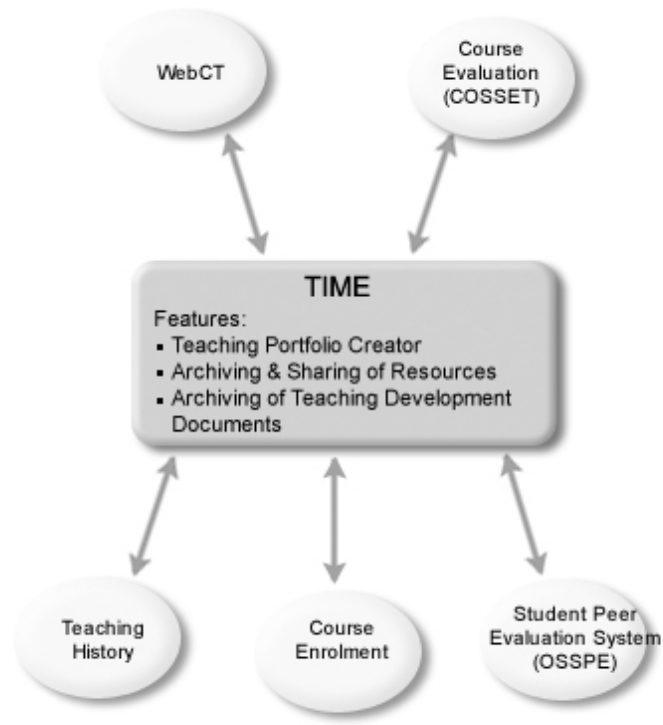 WebCT
Course
Evaluation
(COSSET)
TIME
Features:
▪ Teaching Portfolio Creator
▪ Archiving & Sharing of Resources
▪ Archiving of Teaching Development
Documents
Teaching
History
Course
Enrolment
Student Peer
Evaluation System
(OSSPE)